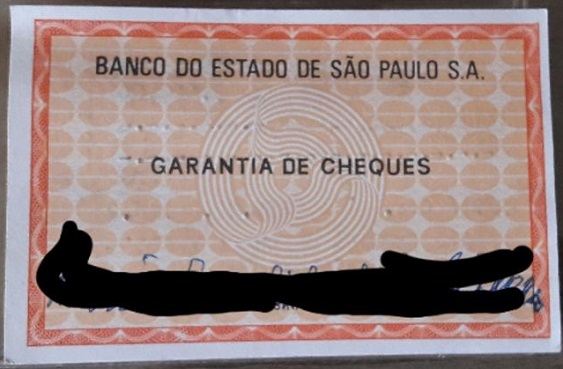 BANCO DO ESTADO DE SÃO PAULO S.A.
GARANTIA DE CHEQUES